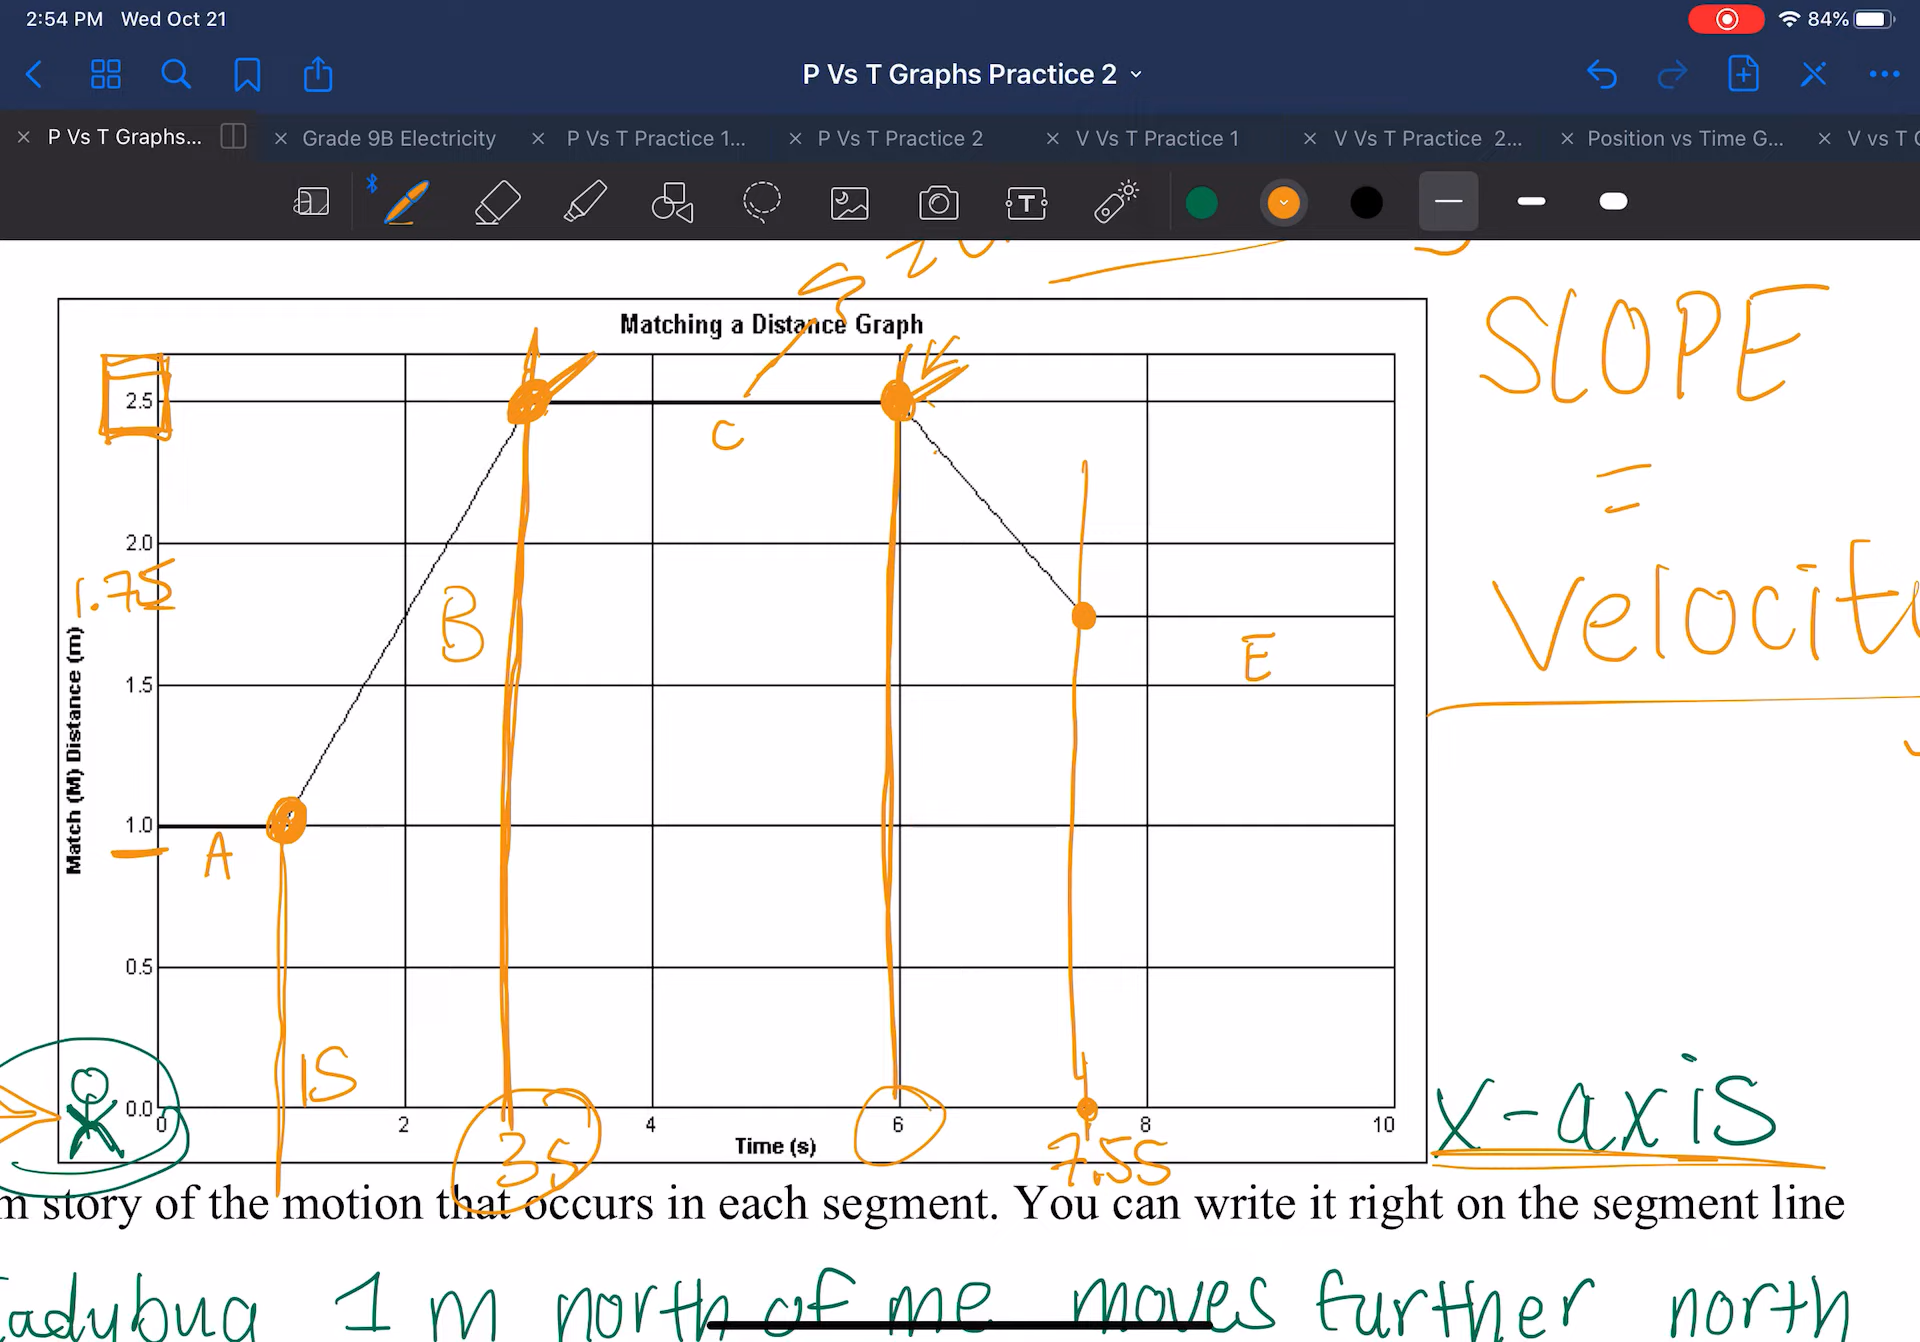 2:54 PM Wed Oct 21
84%
P Vs T Graphs Practice 2
P Vs T Graphs...
Grade 9B Electricity
P Vs T Practice 1...
P Vs T Practice 2
V Vs T Practice 1
V Vs T Practice 2...
Position vs Time G...
V vs T
T
Matching a Distance Graph
SLOPE
=
Velocity
2.5
C
2.0
1.75
B
E
1.5
Match (M) Distance (m)
1.0
A
0.5
1S
0.0
0
2
4
6
8
10
3s
7.5s
Time (s)
x-axis
story of the motion that occurs in each segment. You can write it right on the segment line
adybug 1 m north of me moves further north